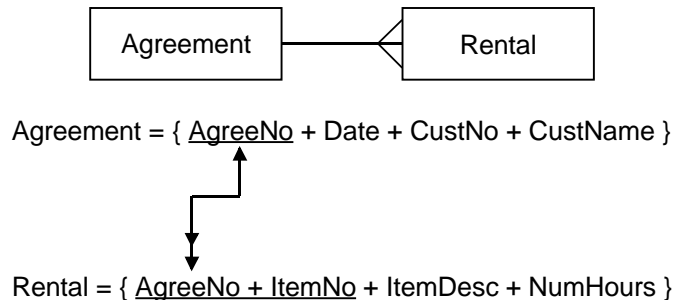 Agreement Rental
Agreement = { AgreeNo + Date + CustNo + CustName }
Rental = { AgreeNo + ItemNo + ItemDesc + NumHours }